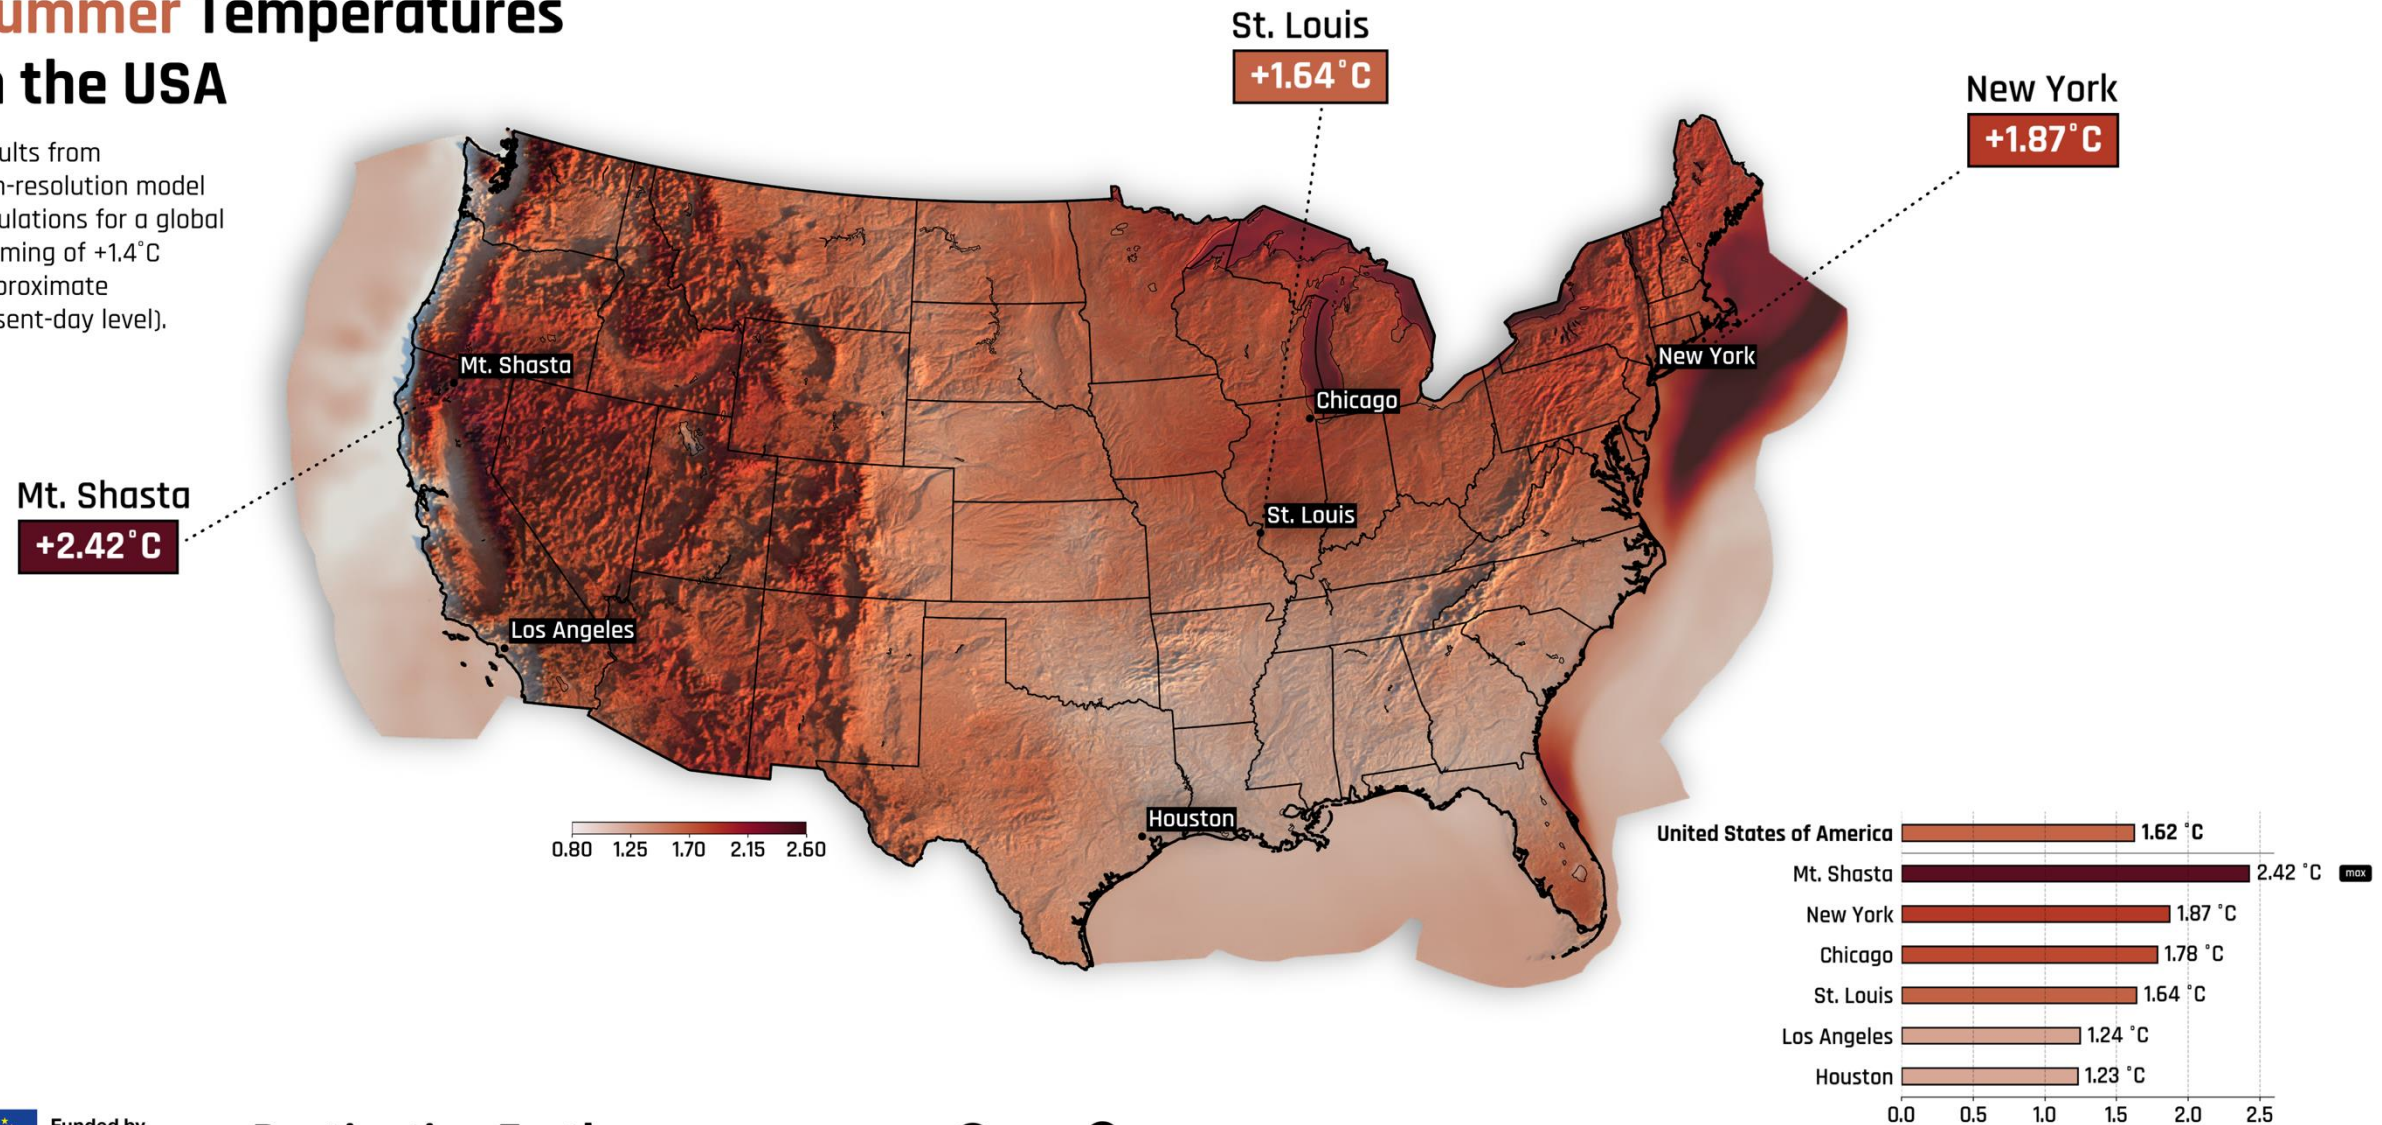 ummer Temperatures
the USA
ults from
-resolution model
ulations for a global
ming of +1.4°C
proximate
sent-day level).
St. Louis
+1.64°C
New York
+1.87°C
Mt. Shasta
+2.42°C
Mt. Shasta
New York
Chicago
St. Louis
Los Angeles
Houston
0.80 1.25 1.70 2.15 2.60
United States of America 1.62 °C
Mt. Shasta 2.42 °C max
New York 1.87 °C
Chicago 1.78 °C
St. Louis 1.64 °C
Los Angeles 1.24 °C
Houston 1.23 °C
0.0 0.5 1.0 1.5 2.0 2.5
Funded by